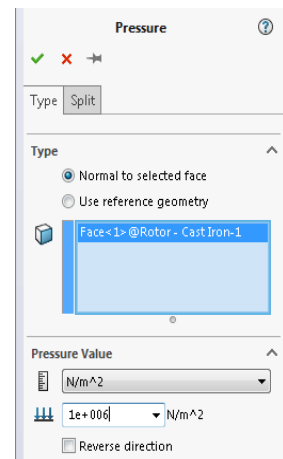 Pressure
Type Split
Type
Normal to selected face
Use reference geometry
Face<1>@Rotor - Cast Iron-1
Pressure Value
N/m^2
1e+006 N/m^2
Reverse direction